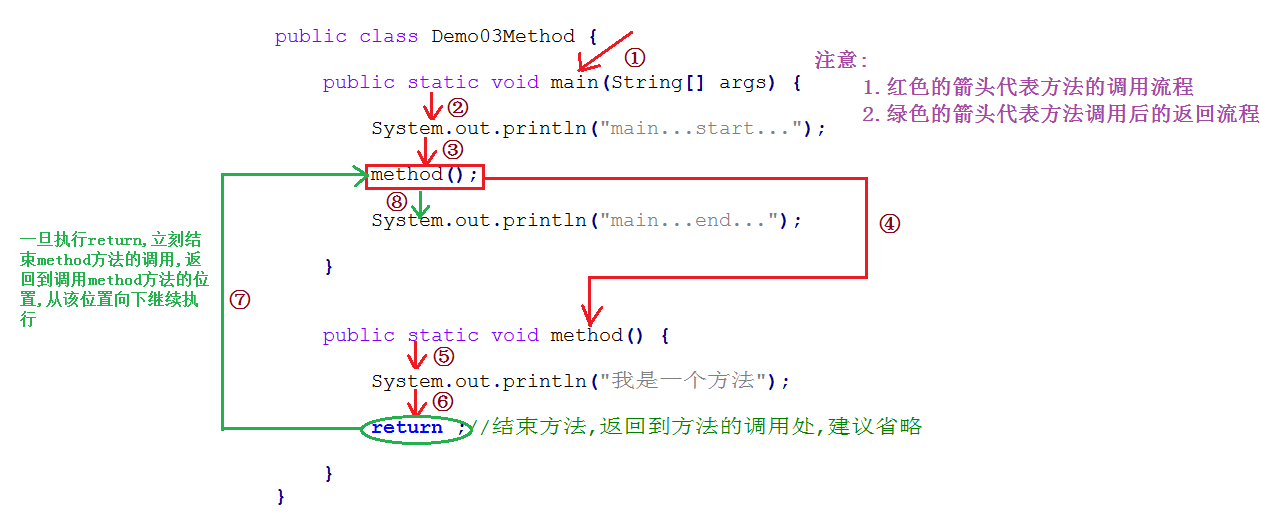 public class Demo03Method {
①
注意:
1.红色的箭头代表方法的调用流程
2.绿色的箭头代表方法调用后的返回流程
public static void main(String[] args) {
②
System.out.println("main...start...");
③
method();
⑧
System.out.println("main...end...");
④
}
一旦执行return,立刻结
束method方法的调用,返
回到调用method方法的位
置,从该位置向下继续执
行
⑦
public static void method() {
⑤
System.out.println("我是一个方法");
⑥
return ;//结束方法,返回到方法的调用处,建议省略
}
}